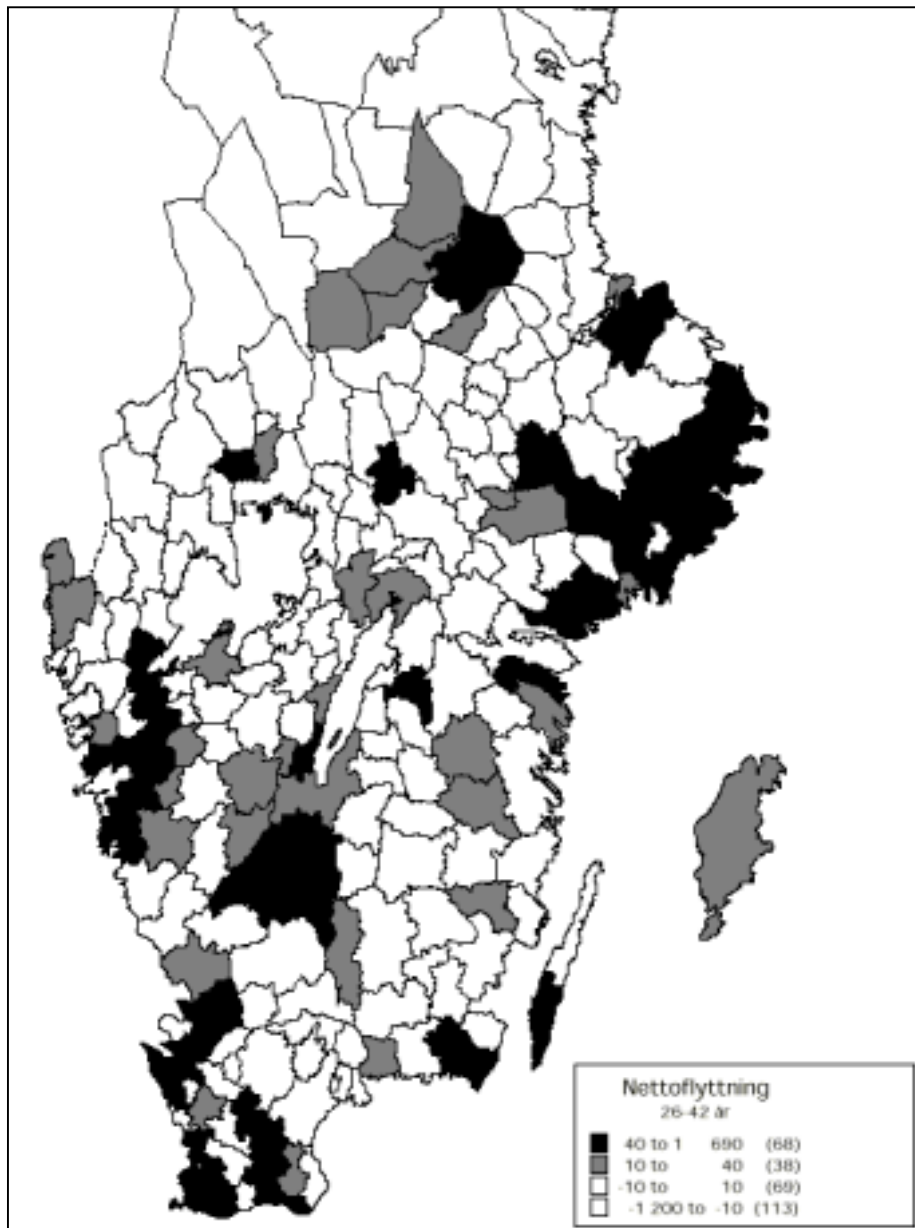 Nettoflyttning
26-42 år
40 to 1 690 (68)
10 to 40 (38)
-10 to 10 (69)
-1 200 to -10 (113)